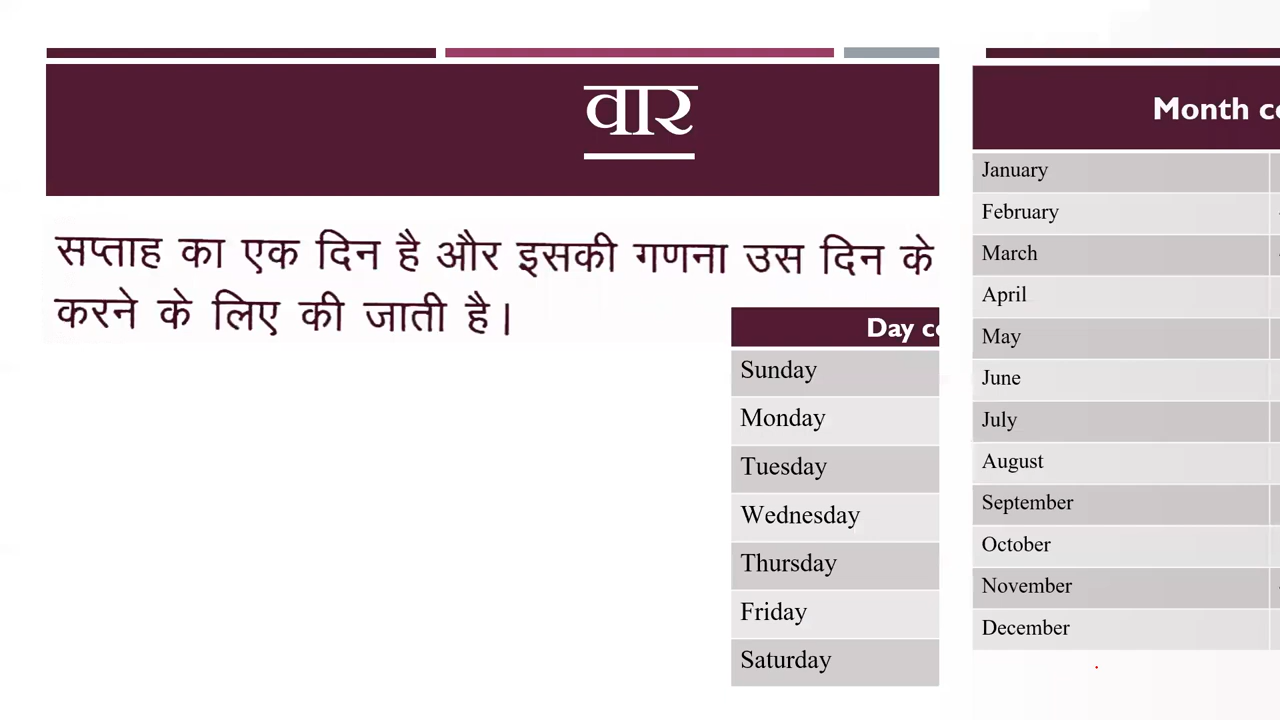 वार
सप्ताह का एक दिन है और इसकी गणना उस दिन के
करने के लिए की जाती है।
Day
Sunday
Monday
Tuesday
Wednesday
Thursday
Friday
Saturday
Month
January
February
March
April
May
June
July
August
September
October
November
December